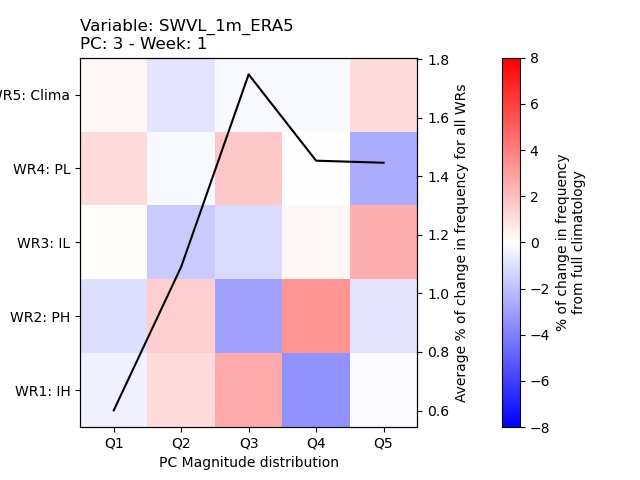 Variable: SWVL_1m_ERA5
PC: 3 - Week: 1
WR5: Clima
WR4: PL
WR3: IL
WR2: PH
WR1: IH
Q1 Q2 Q3 Q4 Q5
PC Magnitude distribution
1.8
1.6
1.4
1.2
1.0
0.8
0.6
Average % of change in frequency for all WRs
8
6
4
2
0
−2
−4
−6
−8
% of change in frequency
from full climatology